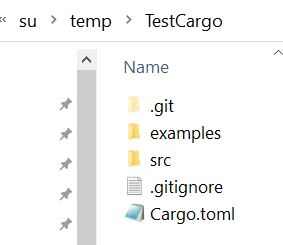 « su › temp › TestCargo
Name
.git
examples
src
.gitignore
Cargo.toml